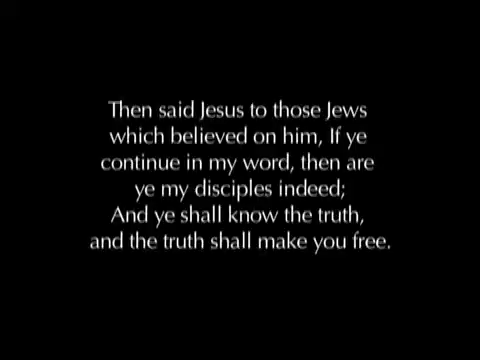 Then said Jesus to those Jews
which believed on him, If ye
continue in my word, then are
ye my disciples indeed;
And ye shall know the truth,
and the truth shall make you free.